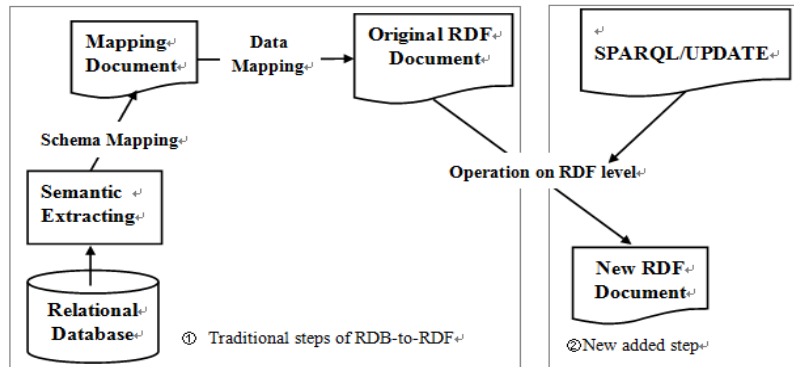 Mapping
Document
Data
Mapping
Original RDF
Document
SPARQL/UPDATE
Schema Mapping
Operation on RDF level
Semantic
Extracting
New RDF
Document
Relational
Database
① Traditional steps of RDB-to-RDF
②New added step